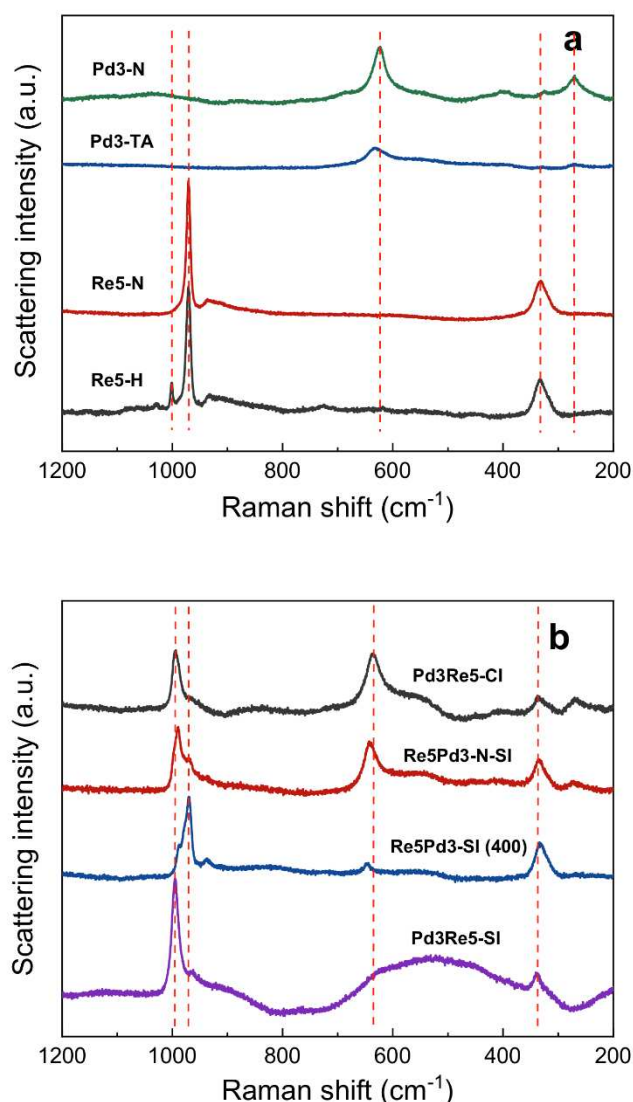 a
Pd3-N
Pd3-TA
Re5-N
Re5-H
Scattering intensity (a.u.)
1200 1000 800 600 400 200
Raman shift (cm-1)
b
Pd3Re5-CI
Re5Pd3-N-SI
Re5Pd3-SI (400)
Pd3Re5-SI
Scattering intensity (a.u.)
1200 1000 800 600 400 200
Raman shift (cm-1)